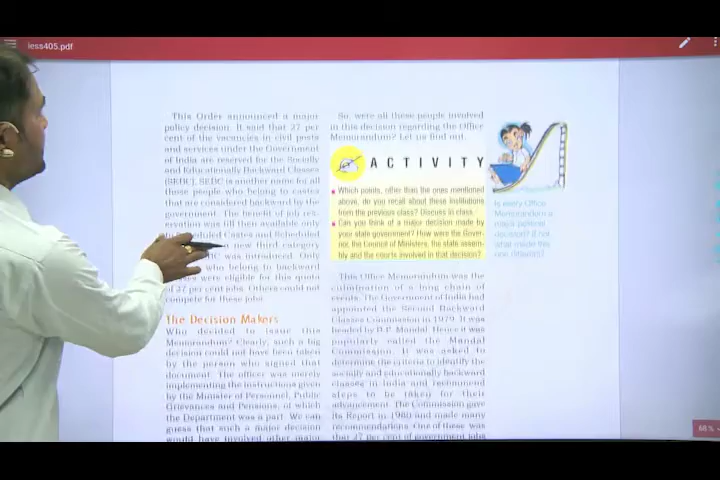 less405.pdf
This Order announced a major
policy decision. It said that 27 per
cent of the vacancies in civil posts
and services under the Government
of India are reserved for the Socially
and Educationally Backward Classes
(SEBC). SEBC is another name for all
those people who belong to castes
that are considered backward by the
government. The benefit of job res-
ervation was till then available only
to Scheduled Castes and Scheduled
a new third category
was introduced. Only
who belong to backward
were eligible for this quota
of 27 per cent jobs. Others could not
compete for these jobs.
The Decision Makers
Who decided to issue this
Memorandum? Clearly, such a big
decision could not have been taken
by the person who signed that
document. The officer was merely
implementing the instructions given
by the Minister of Personnel, Public
Grievances and Pensions, of which
the Department was a part. We can
guess that such a major decision
would have involved other major
So, were all these people involved
in this decision regarding the Office
Memorandum? Let us find out.
ACTIVITY
Which points, other than the ones mentioned
above, do you recall about these institutions
from the previous class? Discuss in class.
Can you think of a major decision made by
your state government? How were the Gover-
nor, the Council of Ministers, the state assem-
bly and the courts involved in that decision?
This Office Memorandum was the
culmination of a long chain of
events. The Government of India had
appointed the Second Backward
Classes Commission in 1979. It was
headed by B.P. Mandal. Hence it was
popularly called the Mandal
Commission. It was asked to
determine the criteria to identify the
socially and educationally backward
classes in India and recommend
steps to be taken for their
advancement. The Commission gave
its Report in 1980 and made many
recommendations. One of these was
that 27 per cent of government jobs
Is every Office
Memorandum a
major political
decision? If not
what made this
one different?
68 %